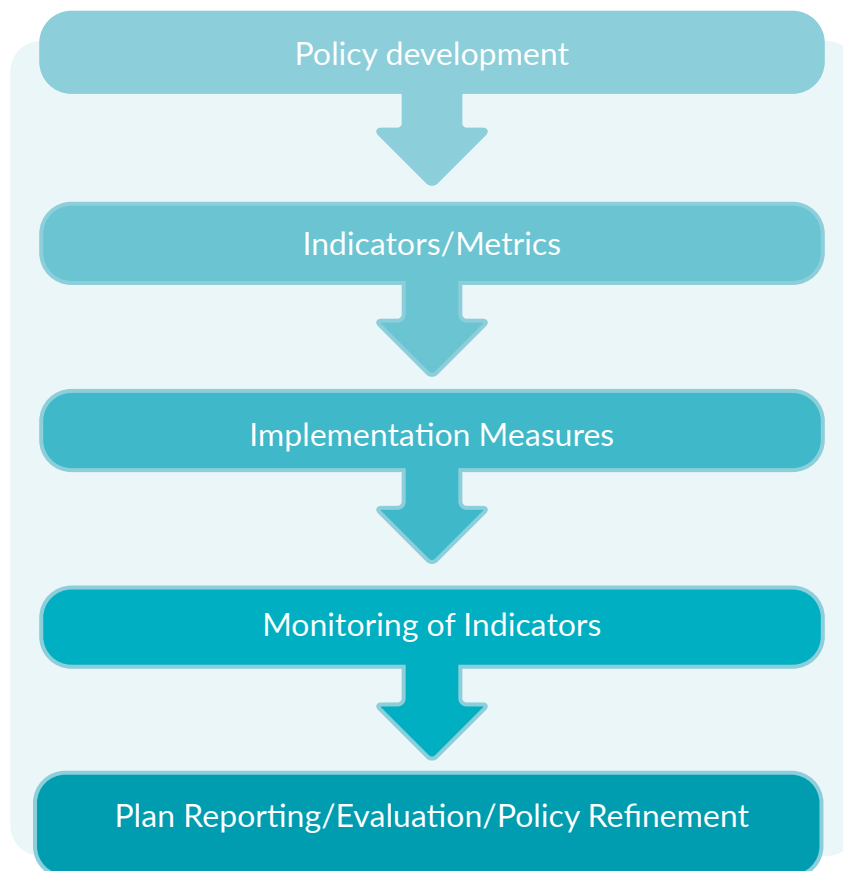 Policy development
Indicators/Metrics
Implementation Measures
Monitoring of Indicators
Plan Reporting/Evaluation/Policy Refinement